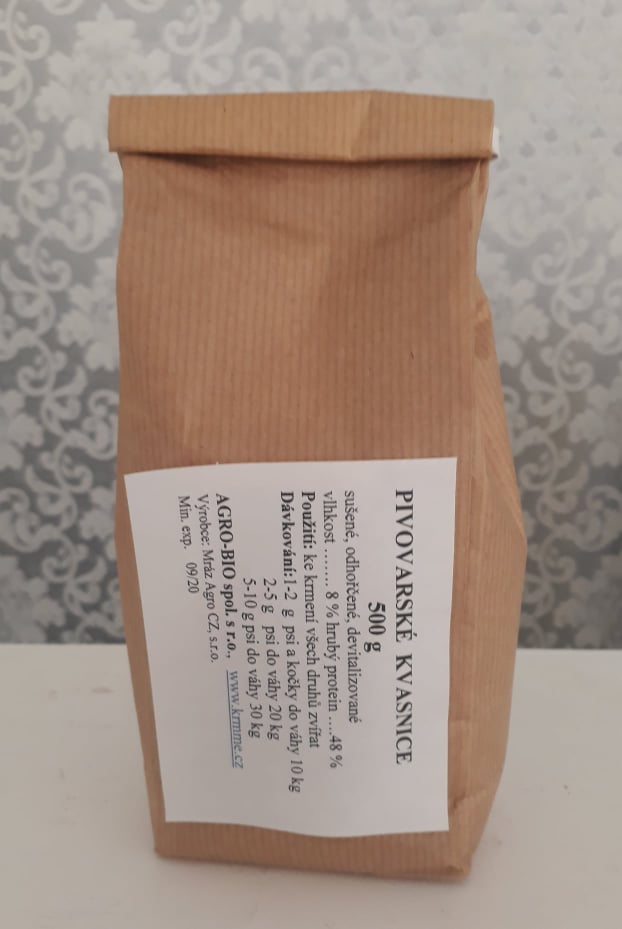 PIVOVARSKÉ KVASNICE
500 g
sušené, odhořčené, devitalizované
vlhkost ........ 8 % hrubý protein ....48 %
Použití: ke krmení všech druhů zvířat
Dávkování:1-2 g psi a kočky do váhy 10 kg
2-5 g psi do váhy 20 kg
5-10 g psi do váhy 30 kg
AGRO-BIO spol. s r.o., www.krmme.cz
Výrobce: Mráz Agro CZ, s.r.o.
Min. exp. 09/20